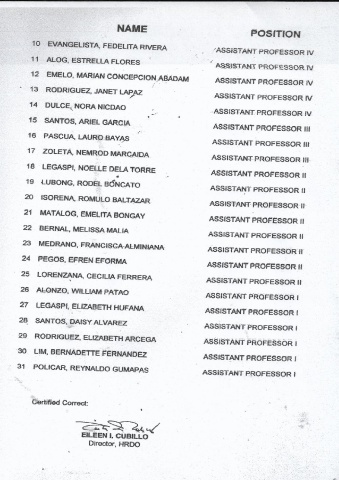 NAME POSITION
10 EVANGELISTA, FEDELITA RIVERA ASSISTANT PROFESSOR IV
11 ALOG, ESTRELLA FLORES ASSISTANT PROFESSOR IV
12 EMELO, MARIAN CONCEPCION ABADAM ASSISTANT PROFESSOR IV
13 RODRIGUEZ, JANET LAPAZ ASSISTANT PROFESSOR IV
14 DULCE, NORA NICDAO ASSISTANT PROFESSOR IV
15 SANTOS, ARIEL GARCIA ASSISTANT PROFESSOR III
16 PASCUA, LAURO BAYAS ASSISTANT PROFESSOR III
17 ZOLETA, NEMROD MARCAIDA ASSISTANT PROFESSOR III
18 LEGASPI, NOELLE DELA TORRE ASSISTANT PROFESSOR II
19 LUBONG, RODEL BONCATO ASSISTANT PROFESSOR II
20 ISORENA, ROMULO BALTAZAR ASSISTANT PROFESSOR II
21 MATALOG, EMELITA BONGAY ASSISTANT PROFESSOR II
22 BERNAL, MELISSA MALIA ASSISTANT PROFESSOR II
23 MEDRANO, FRANCISCA ALMINIANA ASSISTANT PROFESSOR II
24 PEGOS, EFREN EFORMA ASSISTANT PROFESSOR II
25 LORENZANA, CECILIA FERRERA ASSISTANT PROFESSOR II
26 ALONZO, WILLIAM PATAO ASSISTANT PROFESSOR I
27 LEGASPI, ELIZABETH HUFANA ASSISTANT PROFESSOR I
28 SANTOS, DAISY ALVAREZ ASSISTANT PROFESSOR I
29 RODRIGUEZ, ELIZABETH ARCEGA ASSISTANT PROFESSOR I
30 LIM, BERNADETTE FERNANDEZ ASSISTANT PROFESSOR I
31 POLICAR, REYNALDO GUMAPAS ASSISTANT PROFESSOR I
Certified Correct:
EILEEN I. CUBILLO
Director, HRDO